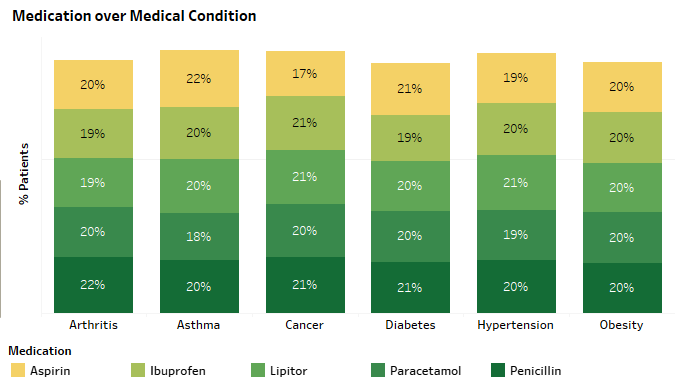 Medication over Medical Condition
% Patients
20% 22% 17% 21% 19% 20%
19% 20% 21% 19% 20% 20%
19% 20% 21% 20% 21% 20%
20% 18% 20% 20% 19% 20%
22% 20% 21% 21% 20% 20%
Arthritis Asthma Cancer Diabetes Hypertension Obesity
Medication
Aspirin Ibuprofen Lipitor Paracetamol Penicillin